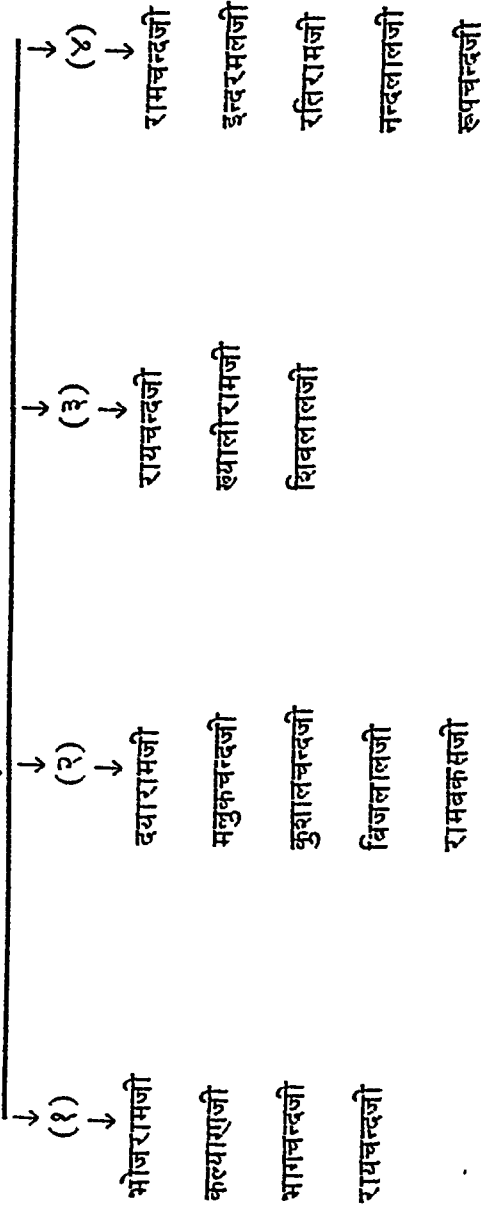 (१) (२) (३) (४)
भोजरामजी दयारामजी रायचन्दजी रामचन्दजी
कल्याणजी मलुकचन्दजी ख्यालीरामजी इन्दरमलजी
भागचन्दजी कुशालचन्दजी शिवलालजी रतिरामजी
रायचन्दजी बिजलालजी नन्दलालजी
रामवकसजी रूपचन्दजी